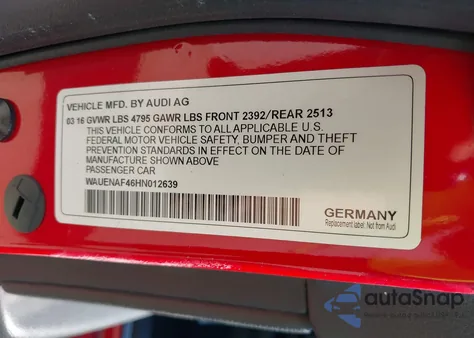 VEHICLE MFD. BY AUDI AG
03 16 GVWR LBS 4795 GAWR LBS FRONT 2392/REAR 2513
THIS VEHICLE CONFORMS TO ALL APPLICABLE U.S.
FEDERAL MOTOR VEHICLE SAFETY, BUMPER AND THEFT
PREVENTION STANDARDS IN EFFECT ON THE DATE OF
MANUFACTURE SHOWN ABOVE
PASSENGER CAR
WAUENAF46HN012639
GERMANY
Replacement label: Not from Audi
autoSnap